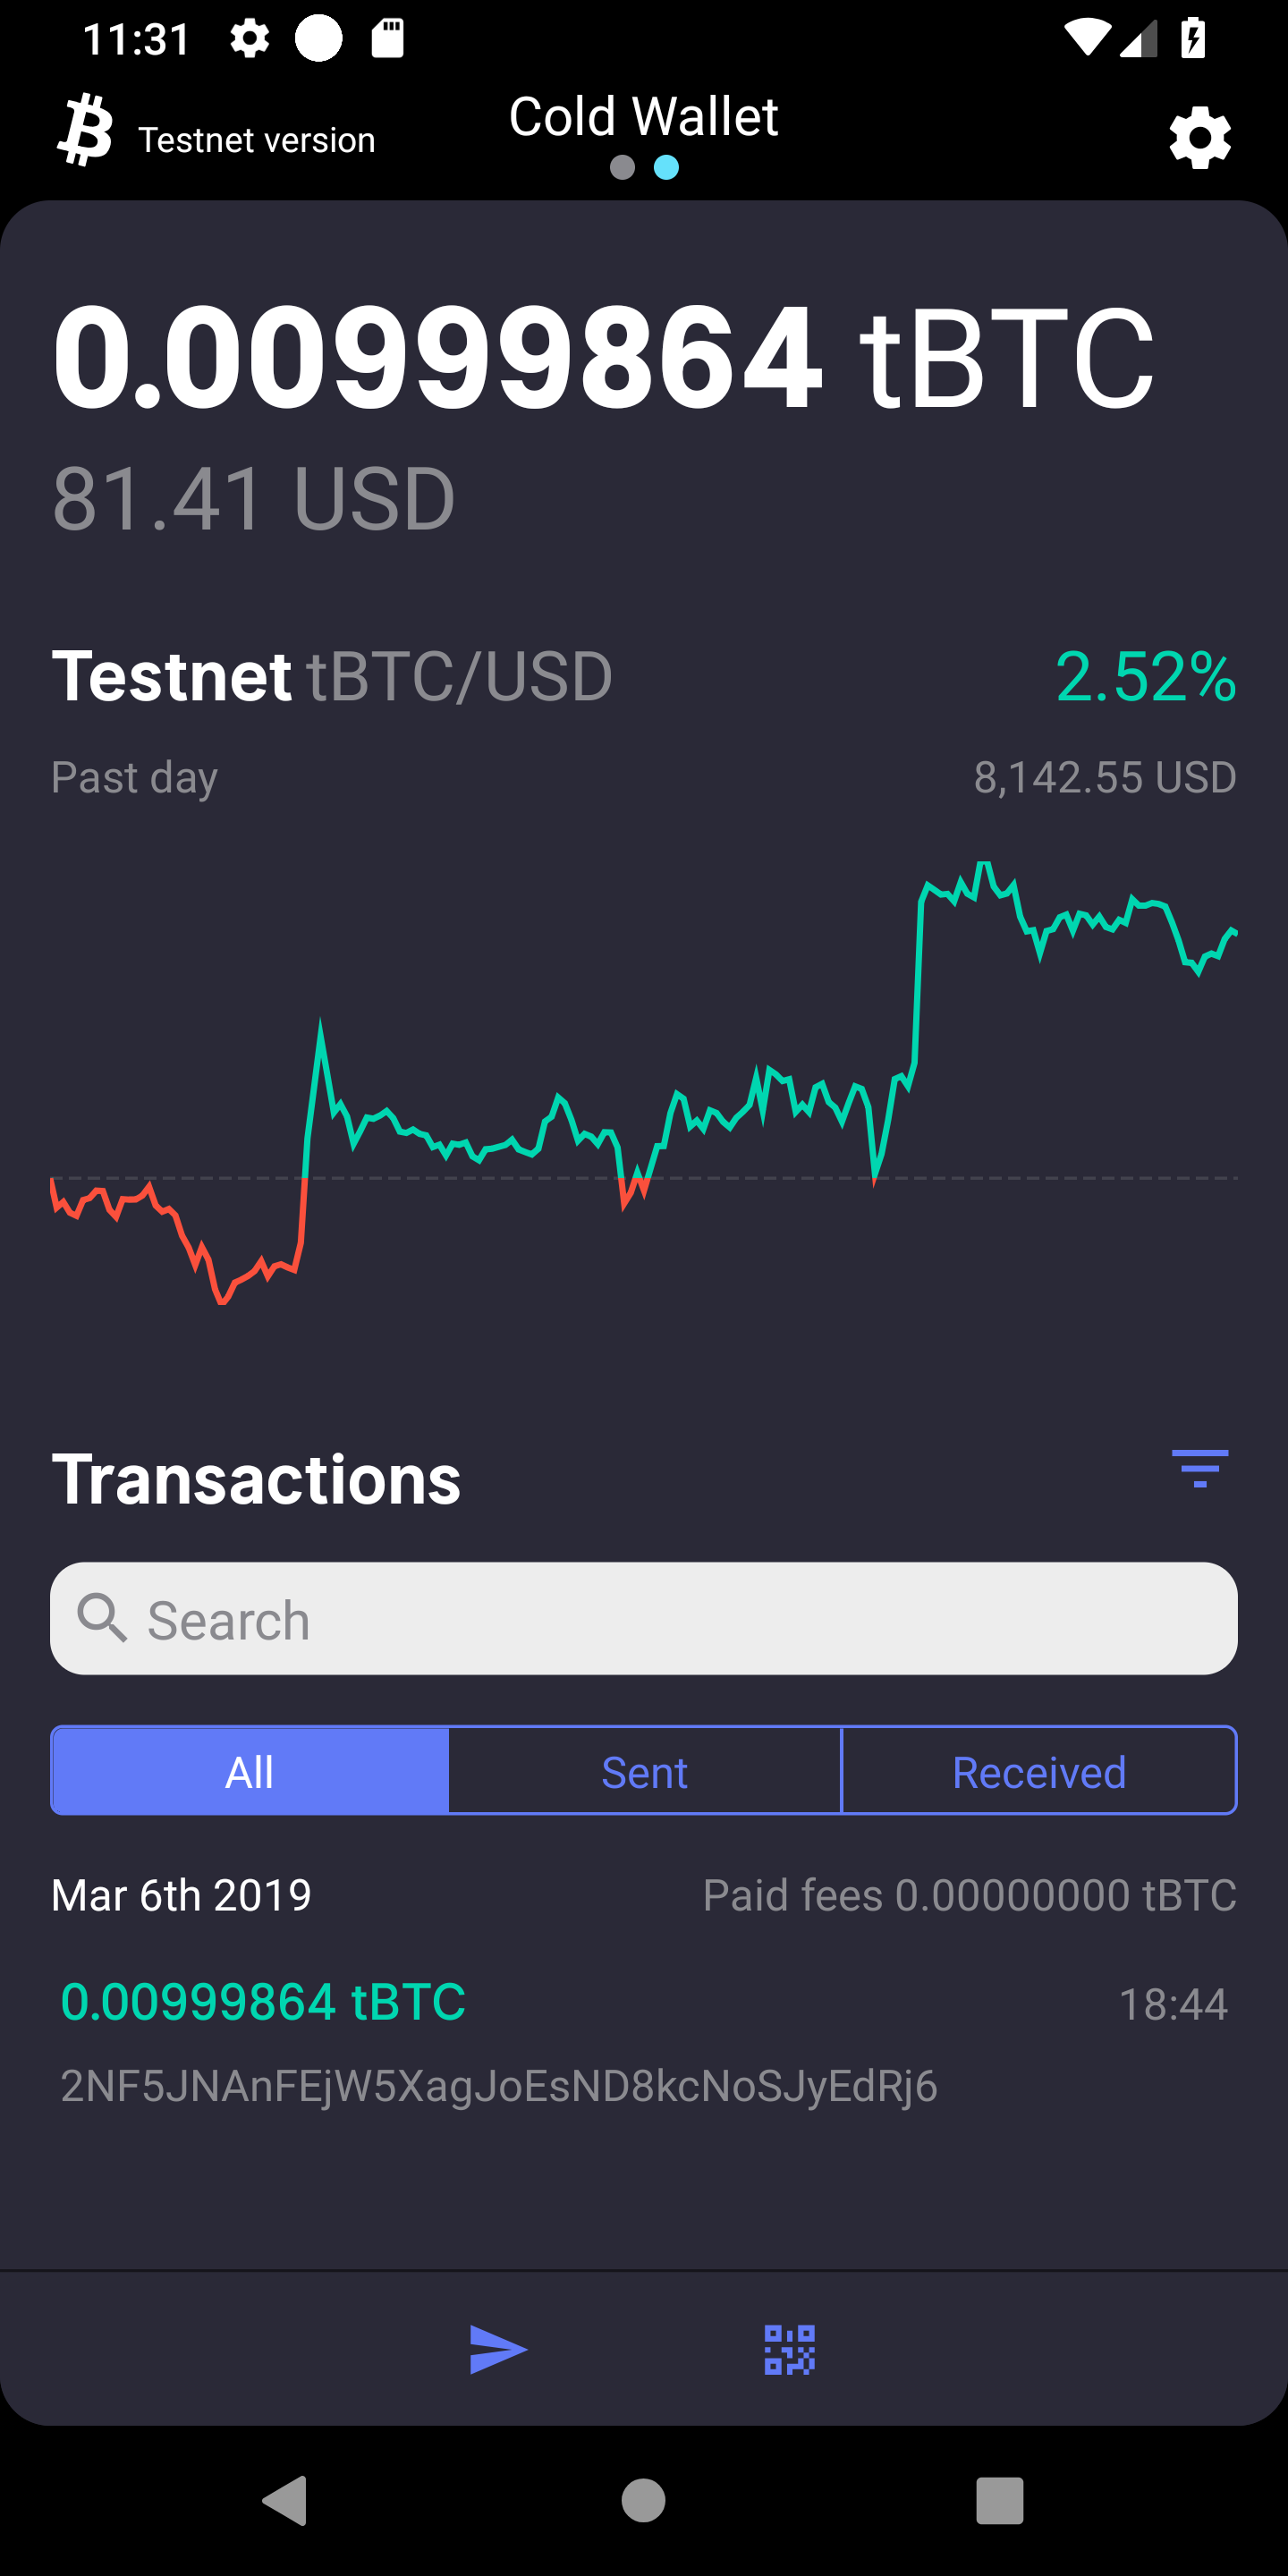 11:31
Testnet version
Cold Wallet
0.00999864 tBTC
81.41 USD
Testnet tBTC/USD
2.52%
Past day
8,142.55 USD
Transactions
Search
All
Sent
Received
Mar 6th 2019
Paid fees 0.00000000 tBTC
0.00999864 tBTC
18:44
2NF5JNAnFEjW5XagJoEsND8kcNoSJyEdRj6